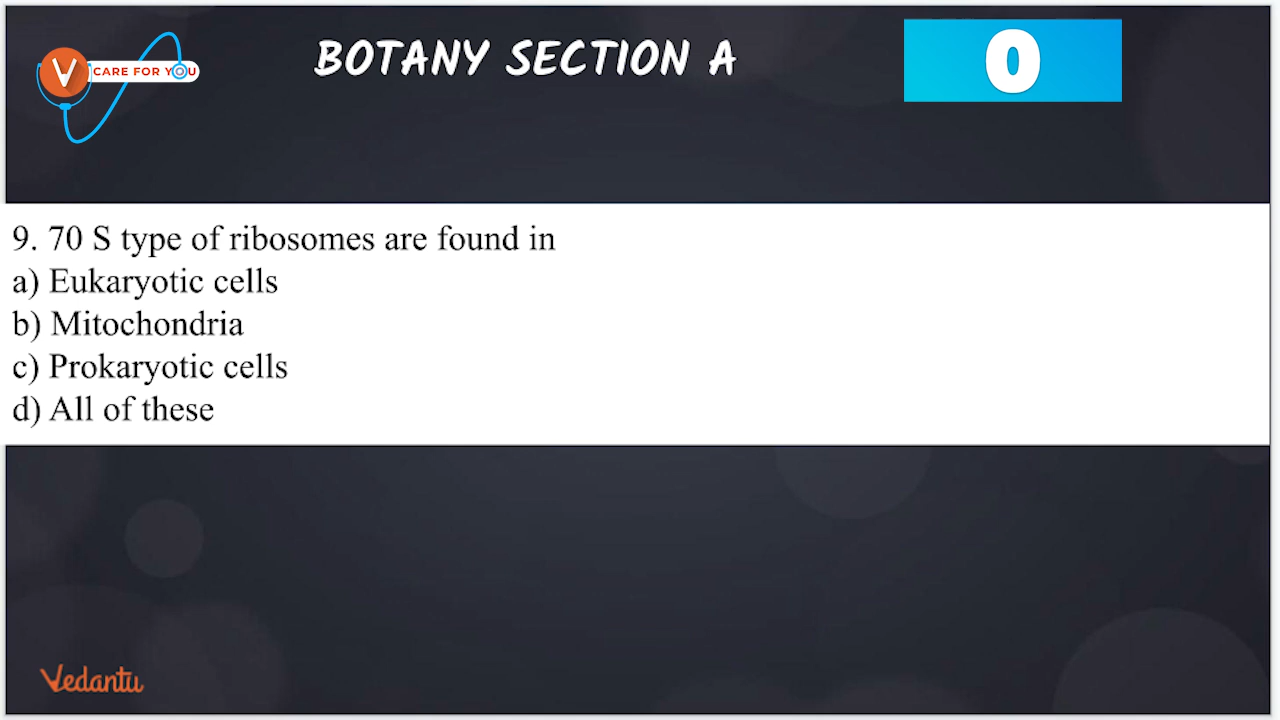 BOTANY SECTION A
0
V CARE FOR YOU
9. 70 S type of ribosomes are found in
a) Eukaryotic cells
b) Mitochondria
c) Prokaryotic cells
d) All of these
Vedantu